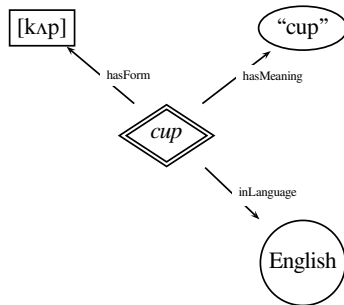 [kʌp]
“cup”
hasForm
hasMeaning
cup
inLanguage
English